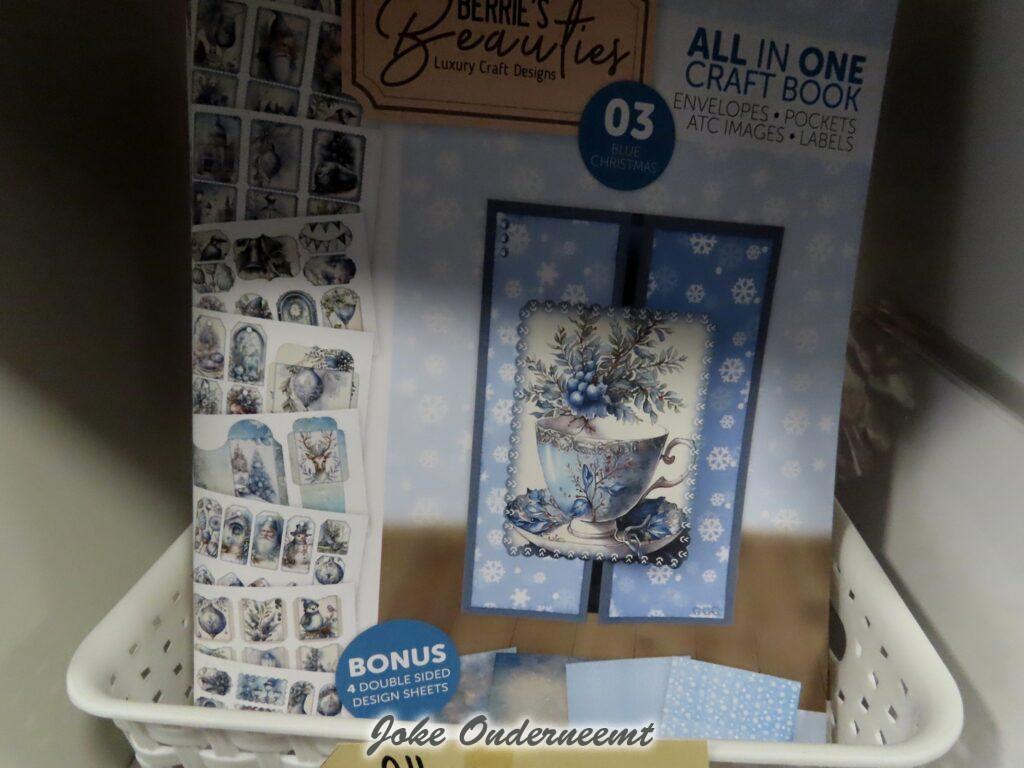 BERRIE'S
Beauties
Luxury Craft Designs
ALL IN ONE
CRAFT BOOK
ENVELOPES • POCKETS
ATC IMAGES • LABELS
03
BLUE
CHRISTMAS
BONUS
4 DOUBLE SIDED
DESIGN SHEETS
Joke Onderneemt